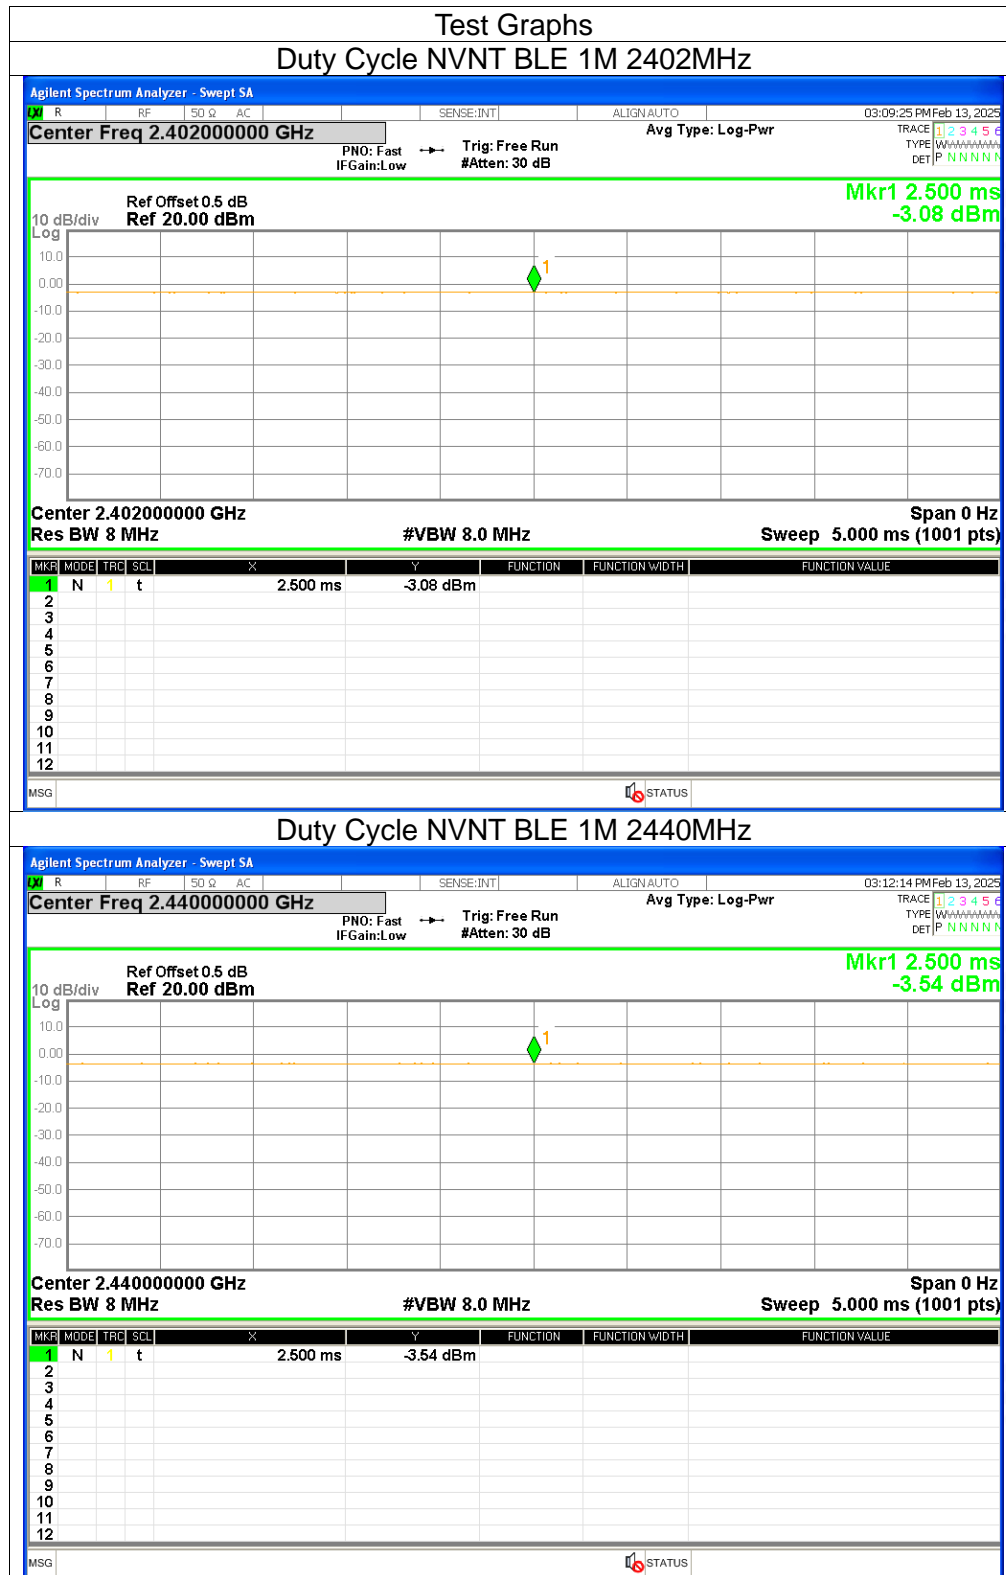 Test Graphs
Duty Cycle NVNT BLE 1M 2402MHz
Agilent Spectrum Analyzer - Swept SA
LXI R RF 50 Ω AC SENSE:INT ALIGN AUTO 03:09:25 PM Feb 13, 2025
Center Freq 2.402000000 GHz Avg Type: Log-Pwr TRACE 1 2 3 4 5 6
PNO: Fast Trig: Free Run TYPE W
IFGain:Low #Atten: 30 dB DET P N N N N N
Mkr1 2.500 ms
Ref Offset 0.5 dB
10 dB/div Ref 20.00 dBm -3.08 dBm
Log
10.0
1
0.00
-10.0
-20.0
-30.0
-40.0
-50.0
-60.0
-70.0
Center 2.402000000 GHz Span 0 Hz
Res BW 8 MHz #VBW 8.0 MHz Sweep 5.000 ms (1001 pts)
MKR MODE TRC SCL X Y FUNCTION FUNCTION WIDTH FUNCTION VALUE
1 N 1 t 2.500 ms -3.08 dBm
2
3
4
5
6
7
8
9
10
11
12
MSG STATUS
Duty Cycle NVNT BLE 1M 2440MHz
Agilent Spectrum Analyzer - Swept SA
LXI R RF 50 Ω AC SENSE:INT ALIGN AUTO 03:12:14 PM Feb 13, 2025
Center Freq 2.440000000 GHz Avg Type: Log-Pwr TRACE 1 2 3 4 5 6
PNO: Fast Trig: Free Run TYPE W
IFGain:Low #Atten: 30 dB DET P N N N N N
Mkr1 2.500 ms
Ref Offset 0.5 dB
10 dB/div Ref 20.00 dBm -3.54 dBm
Log
10.0
1
0.00
-10.0
-20.0
-30.0
-40.0
-50.0
-60.0
-70.0
Center 2.440000000 GHz Span 0 Hz
Res BW 8 MHz #VBW 8.0 MHz Sweep 5.000 ms (1001 pts)
MKR MODE TRC SCL X Y FUNCTION FUNCTION WIDTH FUNCTION VALUE
1 N 1 t 2.500 ms -3.54 dBm
2
3
4
5
6
7
8
9
10
11
12
MSG STATUS